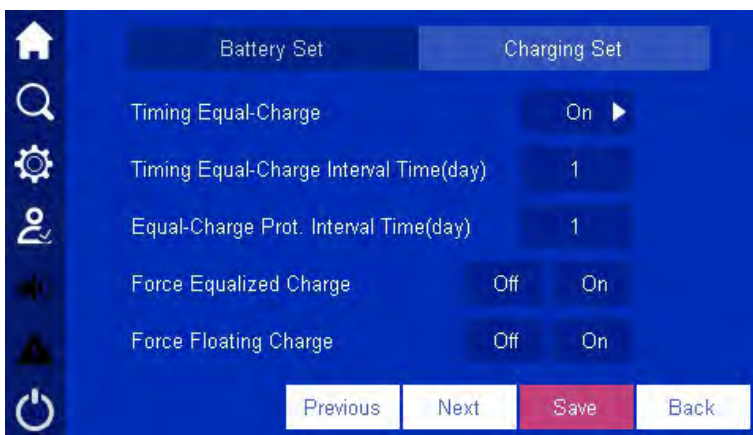 Battery Set Charging Set
Timing Equal-Charge On
Timing Equal-Charge Interval Time(day) 1
Equal-Charge Prot. Interval Time(day) 1
Force Equalized Charge Off On
Force Floating Charge Off On
Previous Next Save Back